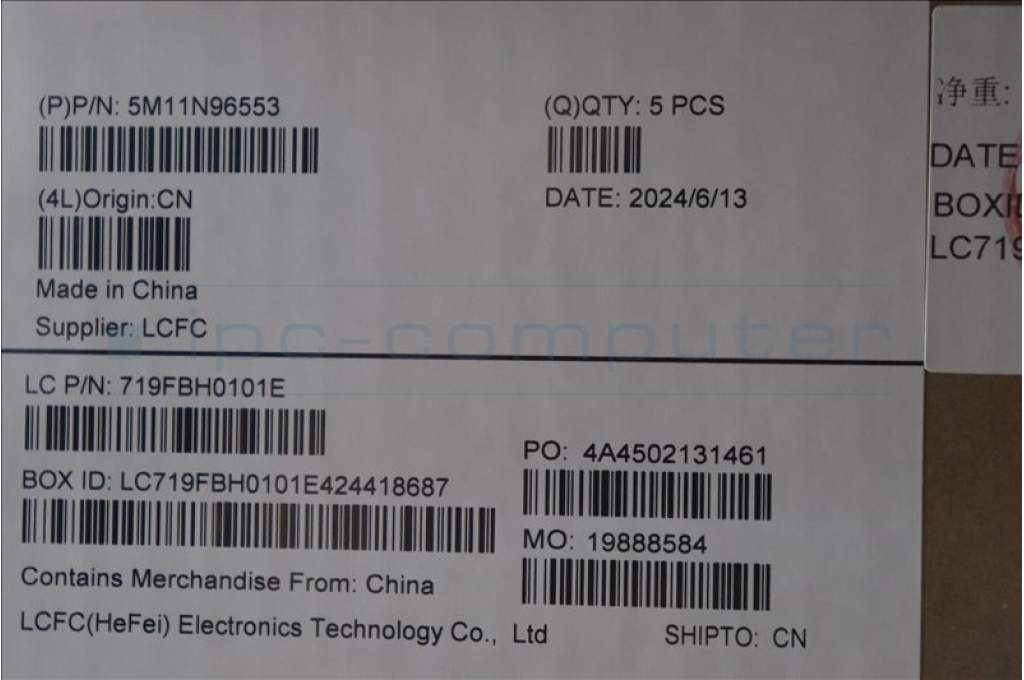 (P)P/N: 5M11N96553
(Q)QTY: 5 PCS
(4L)Origin:CN
DATE: 2024/6/13
Made in China
Supplier: LCFC
ipc-computer
LC P/N: 719FBH0101E
PO: 4A4502131461
BOX ID: LC719FBH0101E424418687
MO: 19888584
Contains Merchandise From: China
LCFC(HeFei) Electronics Technology Co., Ltd
SHIPTO: CN
净重:
DATE
BOXI
LC719